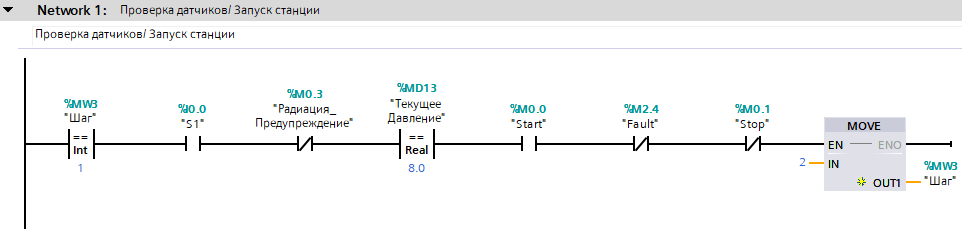 Network 1: Проверка датчиков/ Запуск станции
Проверка датчиков/ Запуск станции
%MW3
"Шаг"
==
Int
1
%I0.0
"S1"
%M0.3
"Радиация_
Предупреждение"
%MD13
"Текущее
Давление"
==
Real
8.0
%M0.0
"Start"
%M2.4
"Fault"
%M0.1
"Stop"
MOVE
EN
ENO
2
IN
OUT1
%MW3
"Шаг"